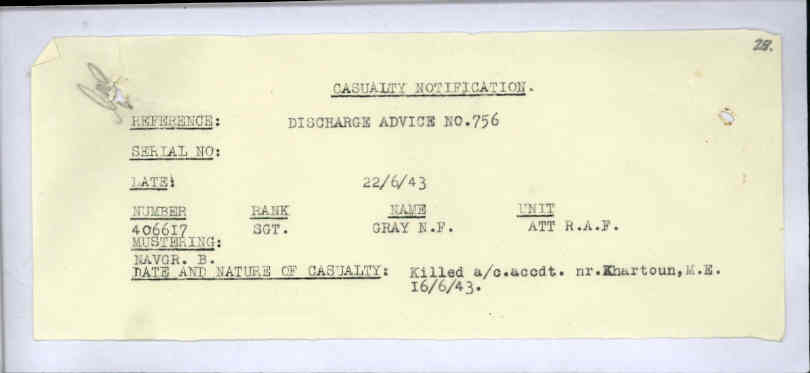 28.
CASUALTY NOTIFICATION.
REFERENCE: DISCHARGE ADVICE NO.756
SERIAL NO:
DATE: 22/6/43
NUMBER RANK NAME UNIT
406617 SGT. GRAY N.F. ATT R.A.F.
MUSTERING:
NAVGR. B.
DATE AND NATURE OF CASUALTY: Killed a/c.accdt. nr.Khartoun,M.E.
16/6/43.